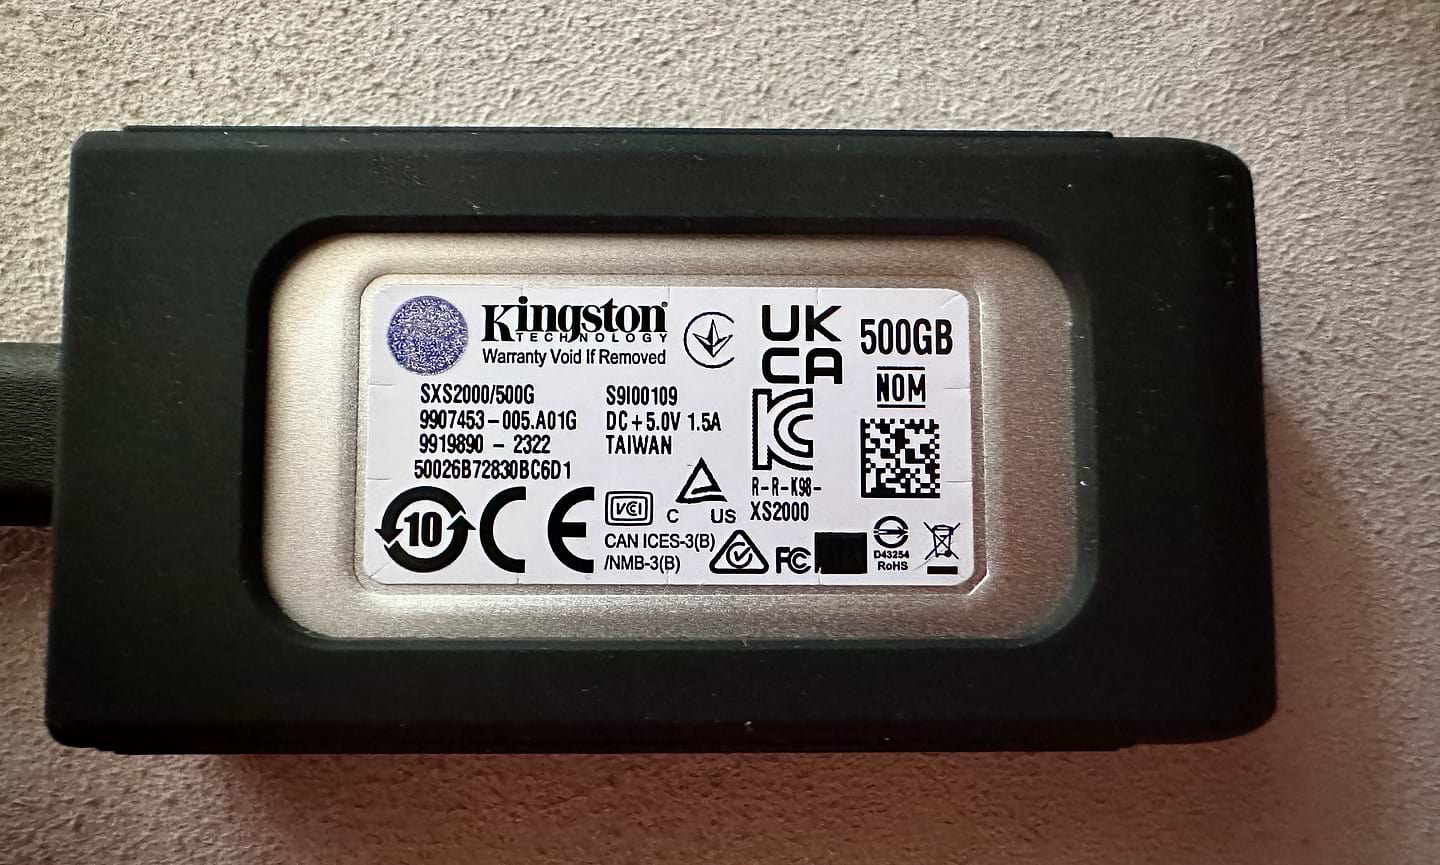 Kingston
TECHNOLOGY
Warranty Void If Removed
UK
CA
500GB
NOM
SXS2000/500G
9907453-005.A01G
9919890 - 2322
50026B72830BC6D1
S9I00109
DC+5.0V 1.5A
TAIWAN
R-R-K98-
XS2000
10
CE
VCI
C US
CAN ICES-3(B)
/NMB-3(B)
FC
D43254
RoHS